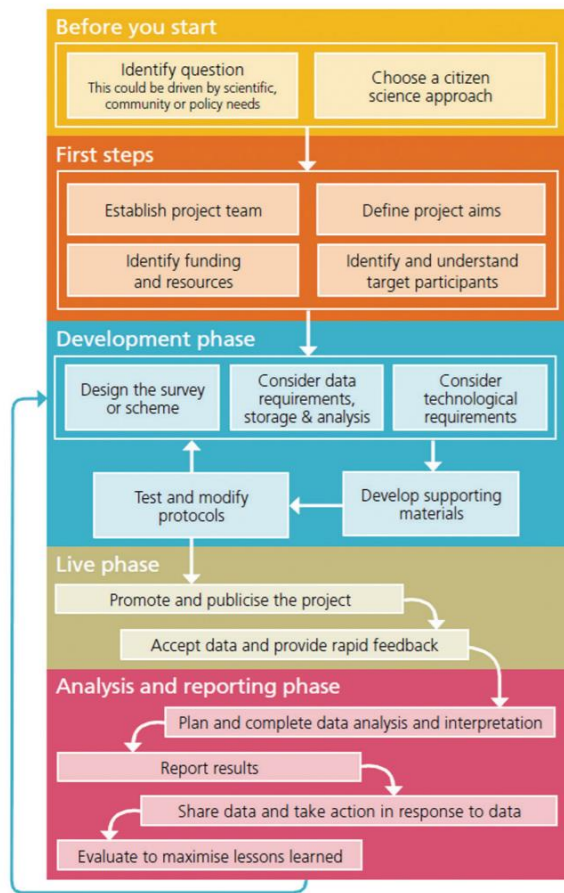 Before you start
Identify question
This could be driven by scientific,
community or policy needs
Choose a citizen
science approach
First steps
Establish project team
Define project aims
Identify funding
and resources
Identify and understand
target participants
Development phase
Design the survey
or scheme
Consider data
requirements,
storage & analysis
Consider
technological
requirements
Test and modify
protocols
Develop supporting
materials
Live phase
Promote and publicise the project
Accept data and provide rapid feedback
Analysis and reporting phase
Plan and complete data analysis and interpretation
Report results
Share data and take action in response to data
Evaluate to maximise lessons learned